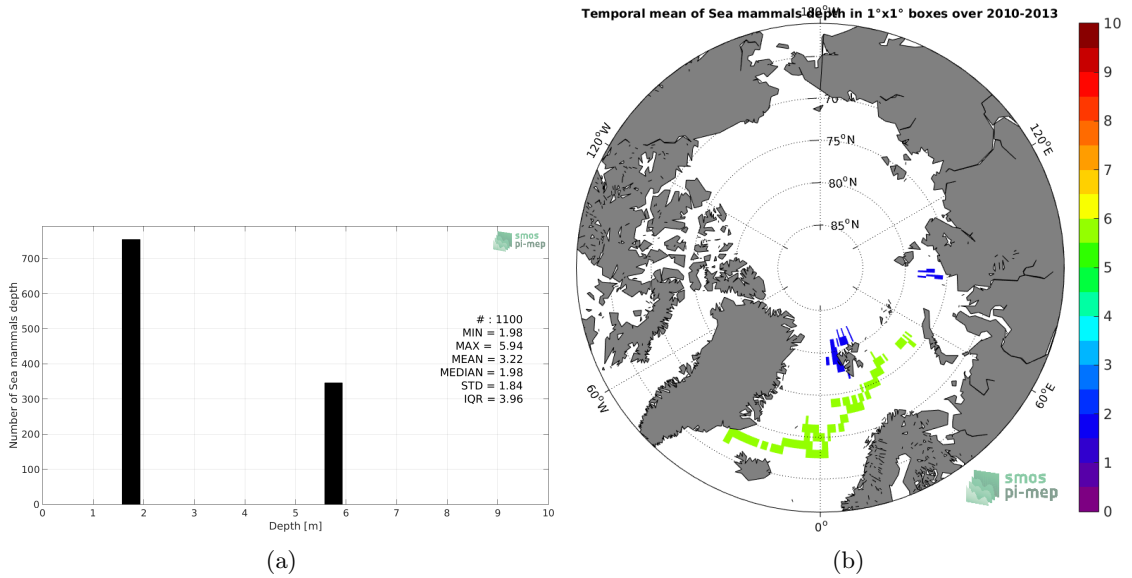 Temporal mean of Sea mammals depth in 1°x1° boxes over 2010-2013
180°W
120°W
120°E
60°W
60°E
0°
70°N
75°N
80°N
85°N
10
9
8
7
6
5
4
3
2
1
0
smos
pi-mep
(b)
Number of Sea mammals depth
700
600
500
400
300
200
100
0
0 1 2 3 4 5 6 7 8 9 10
Depth [m]
smos
pi-mep
# : 1100
MIN = 1.98
MAX = 5.94
MEAN = 3.22
MEDIAN = 1.98
STD = 1.84
IQR = 3.96
(a)